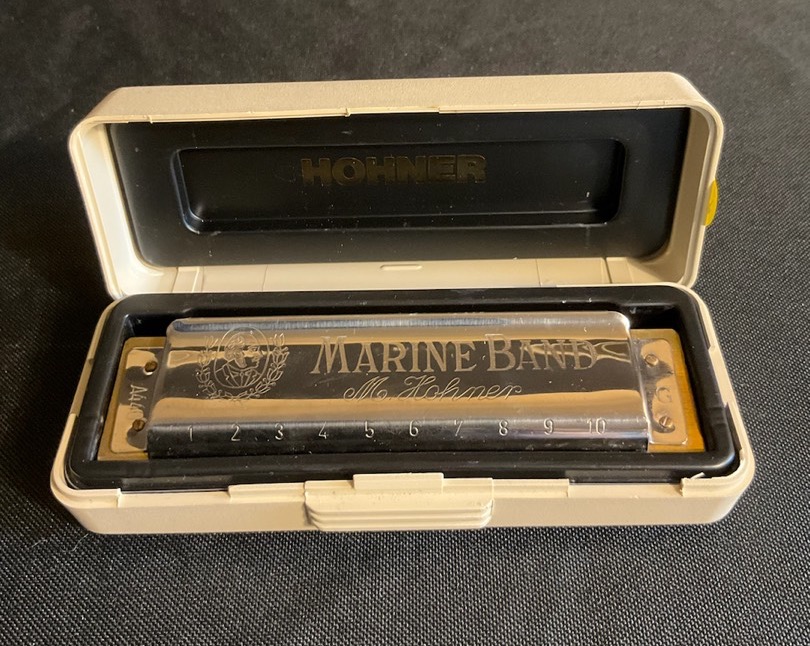 HOHNER
MARINE BAND
M. Hohner
1 2 3 4 5 6 7 8 9 10